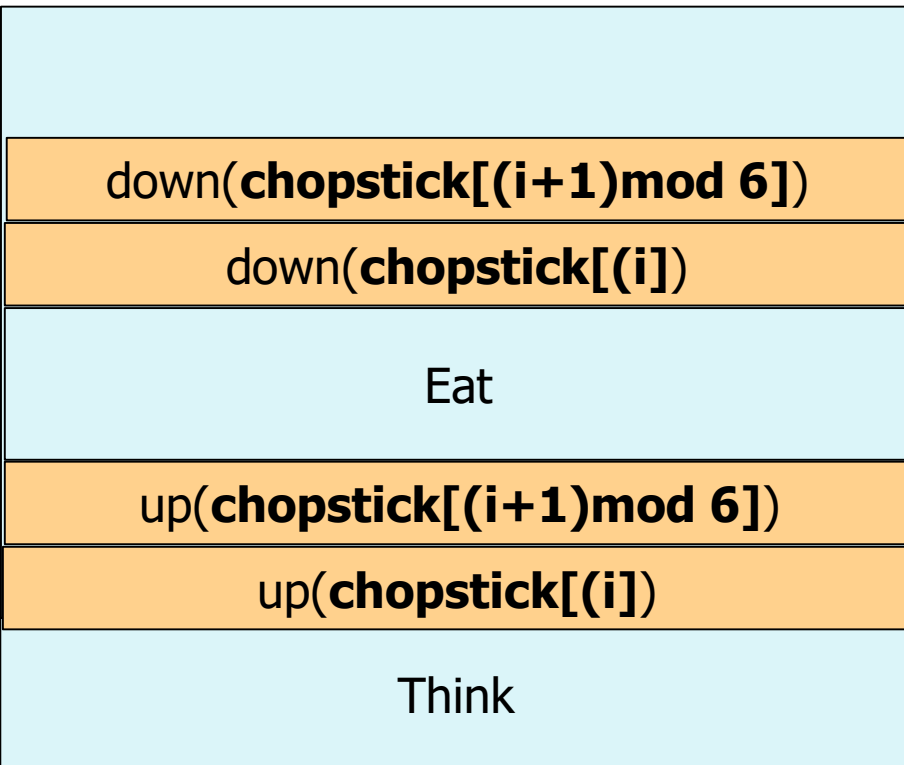 down(chopstick[(i+1)mod 6])
down(chopstick[(i])
Eat
up(chopstick[(i+1)mod 6])
up(chopstick[(i])
Think